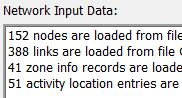 Network Input Data:
152 nodes are loaded from file
388 links are loaded from file
41 zone info records are loade
51 activity location entries are